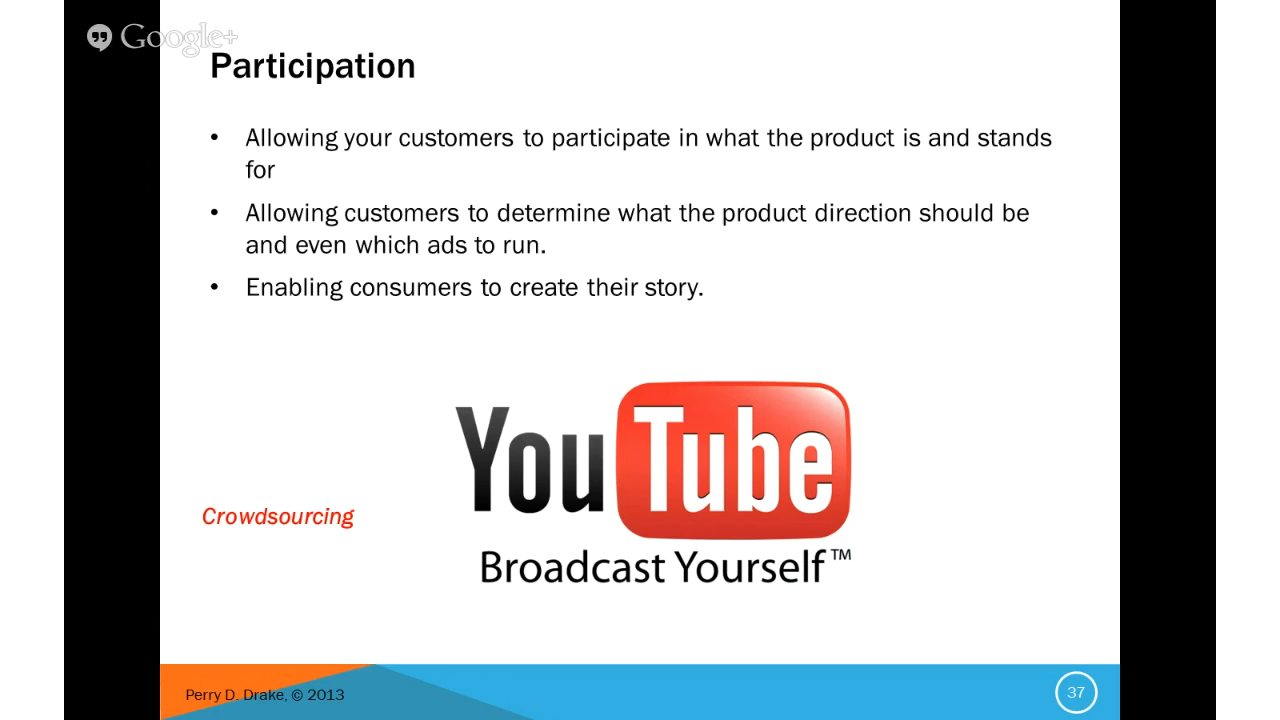 Google+
Participation
• Allowing your customers to participate in what the product is and stands
for
• Allowing customers to determine what the product direction should be
and even which ads to run.
• Enabling consumers to create their story.
YouTube
Crowdsourcing
Broadcast Yourself™
Perry D. Drake, © 2013
37